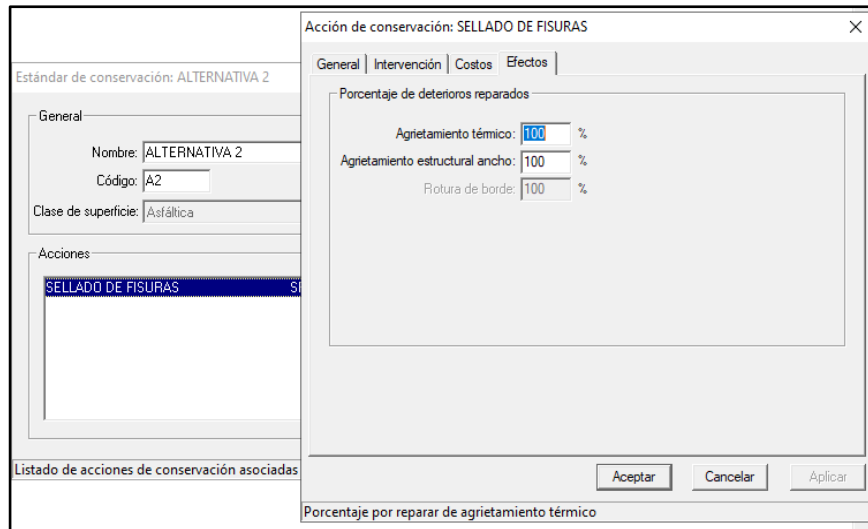 Acción de conservación: SELLADO DE FISURAS
General Intervención Costos Efectos
Porcentaje de deterioros reparados
Agrietamiento térmico: 100 %
Agrietamiento estructural ancho: 100 %
Rotura de borde: 100 %
Aceptar Cancelar Aplicar
Porcentaje por reparar de agrietamiento térmico
Estándar de conservación: ALTERNATIVA 2
General
Nombre: ALTERNATIVA 2
Código: A2
Clase de superficie: Asfáltica
Acciones
SELLADO DE FISURAS
Listado de acciones de conservación asociadas